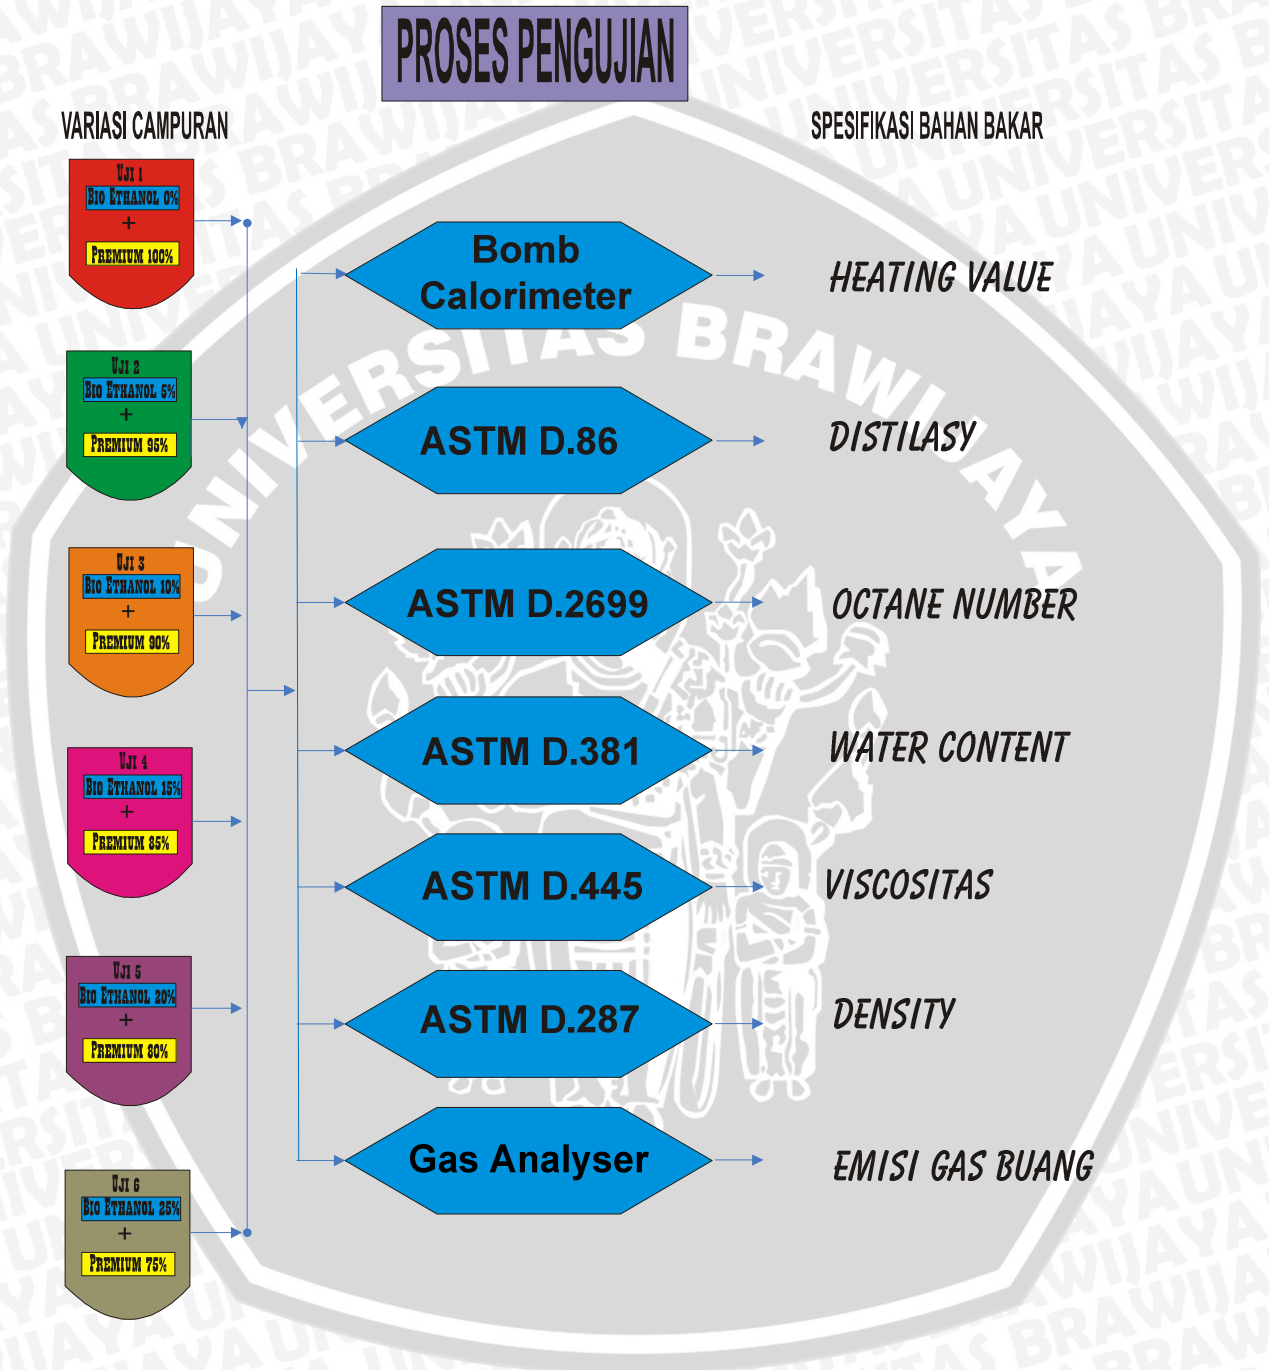 PROSES PENGUJIAN
VARIASI CAMPURAN
SPESIFIKASI BAHAN BAKAR
Uji 1
Bio Ethanol 0%
+
Premium 100%
Uji 2
Bio Ethanol 5%
+
Premium 95%
Uji 3
Bio Ethanol 10%
+
Premium 90%
Uji 4
Bio Ethanol 15%
+
Premium 85%
Uji 5
Bio Ethanol 20%
+
Premium 80%
Uji 6
Bio Ethanol 25%
+
Premium 75%
Bomb
Calorimeter
HEATING VALUE
ASTM D.86
DISTILASY
ASTM D.2699
OCTANE NUMBER
ASTM D.381
WATER CONTENT
ASTM D.445
VISCOSITAS
ASTM D.287
DENSITY
Gas Analyser
EMISI GAS BUANG
UNIVERSITAS BRAWIJAYA